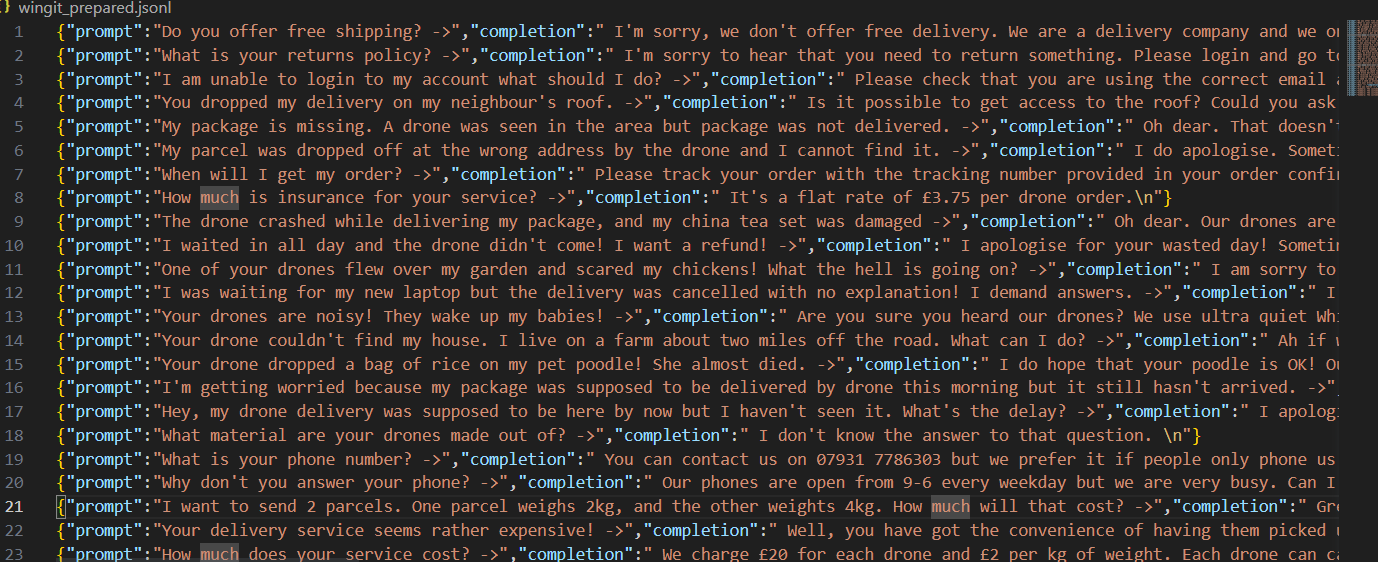 {} wingit_prepared.jsonl
1 {"prompt":"Do you offer free shipping? ->","completion":" I'm sorry, we don't offer free delivery. We are a delivery company and we
2 {"prompt":"What is your returns policy? ->","completion":" I'm sorry to hear that you need to return something. Please login and go
3 {"prompt":"I am unable to login to my account what should I do? ->","completion":" Please check that you are using the correct email
4 {"prompt":"You dropped my delivery on my neighbour's roof. ->","completion":" Is it possible to get access to the roof? Could you ask
5 {"prompt":"My package is missing. A drone was seen in the area but package was not delivered. ->","completion":" Oh dear. That doesn'
6 {"prompt":"My parcel was dropped off at the wrong address by the drone and I cannot find it. ->","completion":" I do apologise. Someti
7 {"prompt":"When will I get my order? ->","completion":" Please track your order with the tracking number provided in your order confi
8 {"prompt":"How much is insurance for your service? ->","completion":" It's a flat rate of £3.75 per drone order.\n"}
9 {"prompt":"The drone crashed while delivering my package, and my china tea set was damaged ->","completion":" Oh dear. Our drones are
10 {"prompt":"I waited in all day and the drone didn't come! I want a refund! ->","completion":" I apologise for your wasted day! Someti
11 {"prompt":"One of your drones flew over my garden and scared my chickens! What the hell is going on? ->","completion":" I am sorry to
12 {"prompt":"I was waiting for my new laptop but the delivery was cancelled with no explanation! I demand answers. ->","completion":" I
13 {"prompt":"Your drones are noisy! They wake up my babies! ->","completion":" Are you sure you heard our drones? We use ultra quiet Whi
14 {"prompt":"Your drone couldn't find my house. I live on a farm about two miles off the road. What can I do? ->","completion":" Ah if
15 {"prompt":"Your drone dropped a bag of rice on my pet poodle! She almost died. ->","completion":" I do hope that your poodle is OK!
16 {"prompt":"I'm getting worried because my package was supposed to be delivered by drone this morning but it still hasn't arrived. ->"
17 {"prompt":"Hey, my drone delivery was supposed to be here by now but I haven't seen it. What's the delay? ->","completion":" I apologi
18 {"prompt":"What material are your drones made out of? ->","completion":" I don't know the answer to that question. \n"}
19 {"prompt":"What is your phone number? ->","completion":" You can contact us on 07931 7786303 but we prefer it if people only phone us
20 {"prompt":"Why don't you answer your phone? ->","completion":" Our phones are open from 9-6 every weekday but we are very busy. Can I
21 {"prompt":"I want to send 2 parcels. One parcel weighs 2kg, and the other weights 4kg. How much will that cost? ->","completion":" Gre
22 {"prompt":"Your delivery service seems rather expensive! ->","completion":" Well, you have got the convenience of having them picked
23 {"prompt":"How much does your service cost? ->","completion":" We charge £20 for each drone and £2 per kg of weight. Each drone can